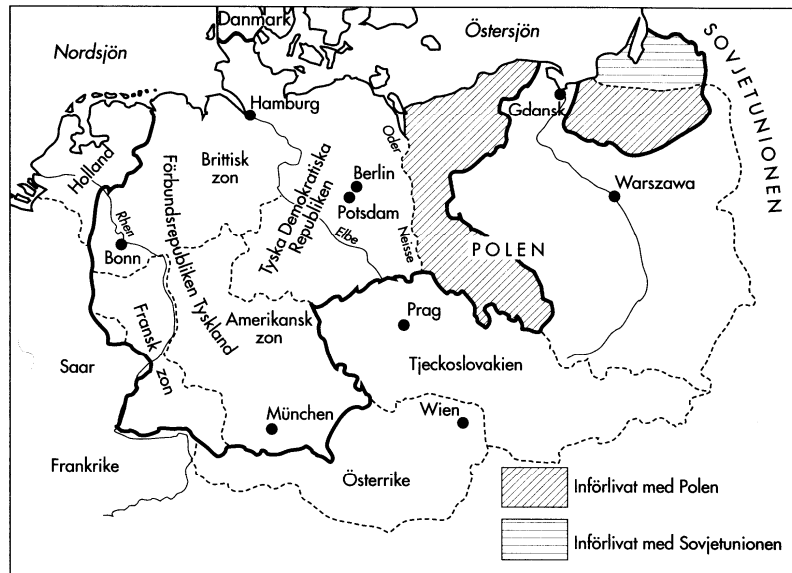 Danmark
Nordsjön
Östersjön
SOVJETUNIONEN
Hamburg
Gdansk
Holland
Brittisk
zon
Oder
Berlin
Potsdam
Warszawa
Förbundsrepubliken Tyskland
Tyska Demokratiska
Republiken
Rhen
Elbe
Neisse
Bonn
POLEN
Fransk
zon
Amerikansk
zon
Prag
Saar
Tjeckoslovakien
München
Wien
Frankrike
Österrike
Införlivat med Polen
Införlivat med Sovjetunionen